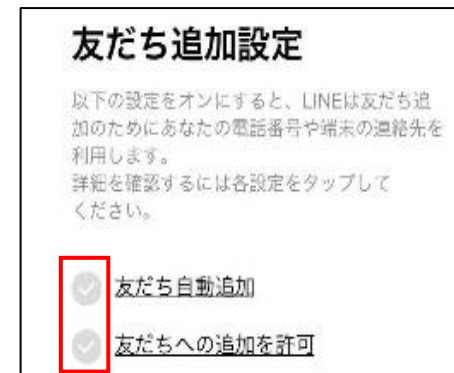 友だち追加設定
以下の設定をオンにすると、LINEは友だち追
加のためにあなたの電話番号や端末の連絡先を
利用します。
詳細を確認するには各設定をタップして
ください。
友だち自動追加
友だちへの追加を許可